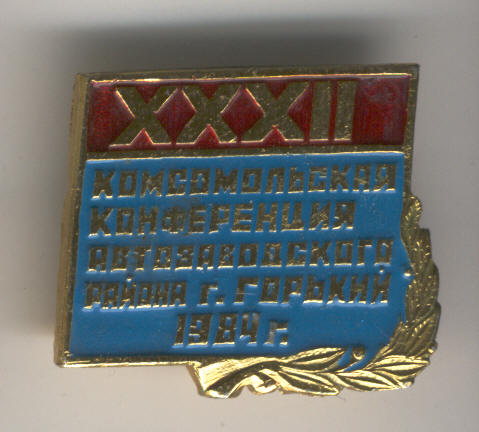 XXXII
КОМСОМОЛЬСКАЯ
КОНФЕРЕНЦИЯ
АВТОЗАВОДСКОГО
РАЙОНА г. ГОРЬКИЙ
1984 г.